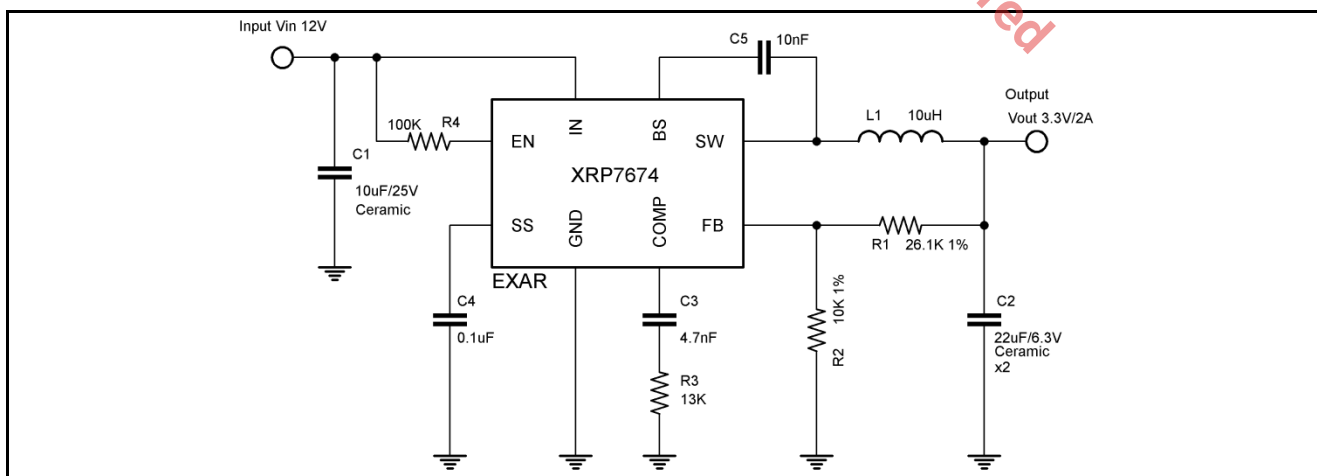 red
Input Vin 12V
C5
10nF
Output
Vout 3.3V/2A
L1
10uH
100K
R4
EN
IN
BS
SW
C1
10uF/25V
Ceramic
XRP7674
SS
GND
COMP
FB
R1
26.1K 1%
EXAR
C4
0.1uF
C3
4.7nF
R3
13K
10K 1%
R2
C2
22uF/6.3V
Ceramic
x2